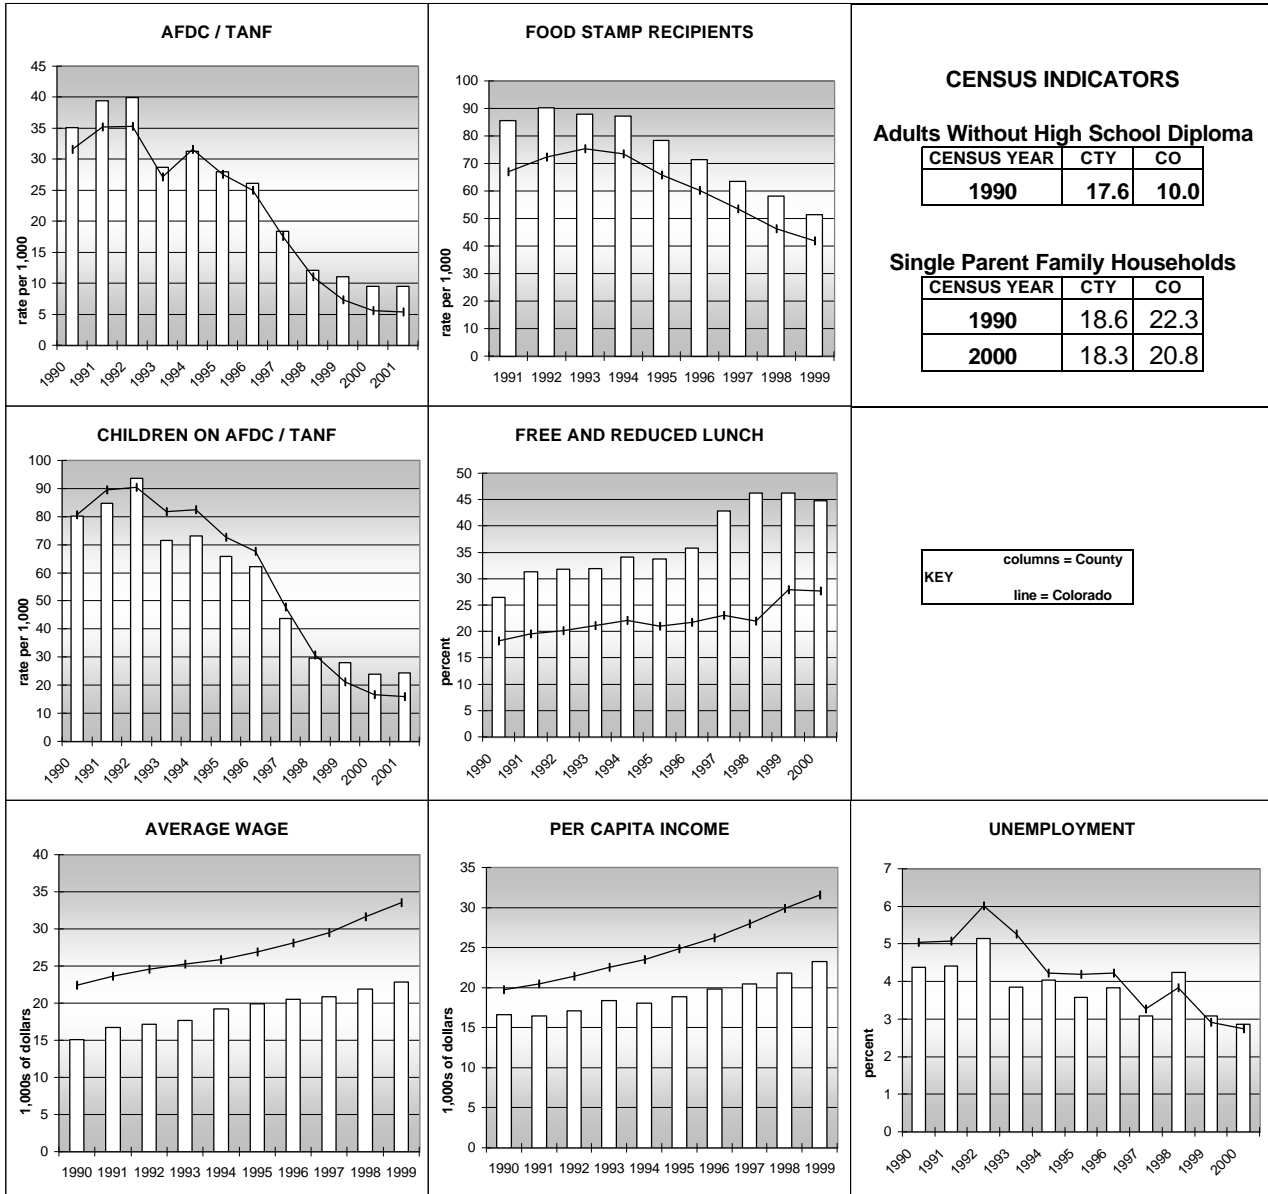 AFDC / TANF
45
40
35
30
25
20
15
10
5
0
rate per 1,000
1990 1991 1992 1993 1994 1995 1996 1997 1998 1999 2000 2001
FOOD STAMP RECIPIENTS
100
90
80
70
60
50
40
30
20
10
0
rate per 1,000
1991 1992 1993 1994 1995 1996 1997 1998 1999
CENSUS INDICATORS
Adults Without High School Diploma
CENSUS YEAR CTY CO
1990 17.6 10.0
Single Parent Family Households
CENSUS YEAR CTY CO
1990 18.6 22.3
2000 18.3 20.8
CHILDREN ON AFDC / TANF
100
90
80
70
60
50
40
30
20
10
0
rate per 1,000
1990 1991 1992 1993 1994 1995 1996 1997 1998 1999 2000 2001
FREE AND REDUCED LUNCH
50
45
40
35
30
25
20
15
10
5
0
percent
1990 1991 1992 1993 1994 1995 1996 1997 1998 1999 2000
columns = County
KEY
line = Colorado
AVERAGE WAGE
40
35
30
25
20
15
10
5
0
1,000s of dollars
1990 1991 1992 1993 1994 1995 1996 1997 1998 1999
PER CAPITA INCOME
35
30
25
20
15
10
5
0
1,000s of dollars
1990 1991 1992 1993 1994 1995 1996 1997 1998 1999
UNEMPLOYMENT
7
6
5
4
3
2
1
0
percent
1990 1991 1992 1993 1994 1995 1996 1997 1998 1999 2000